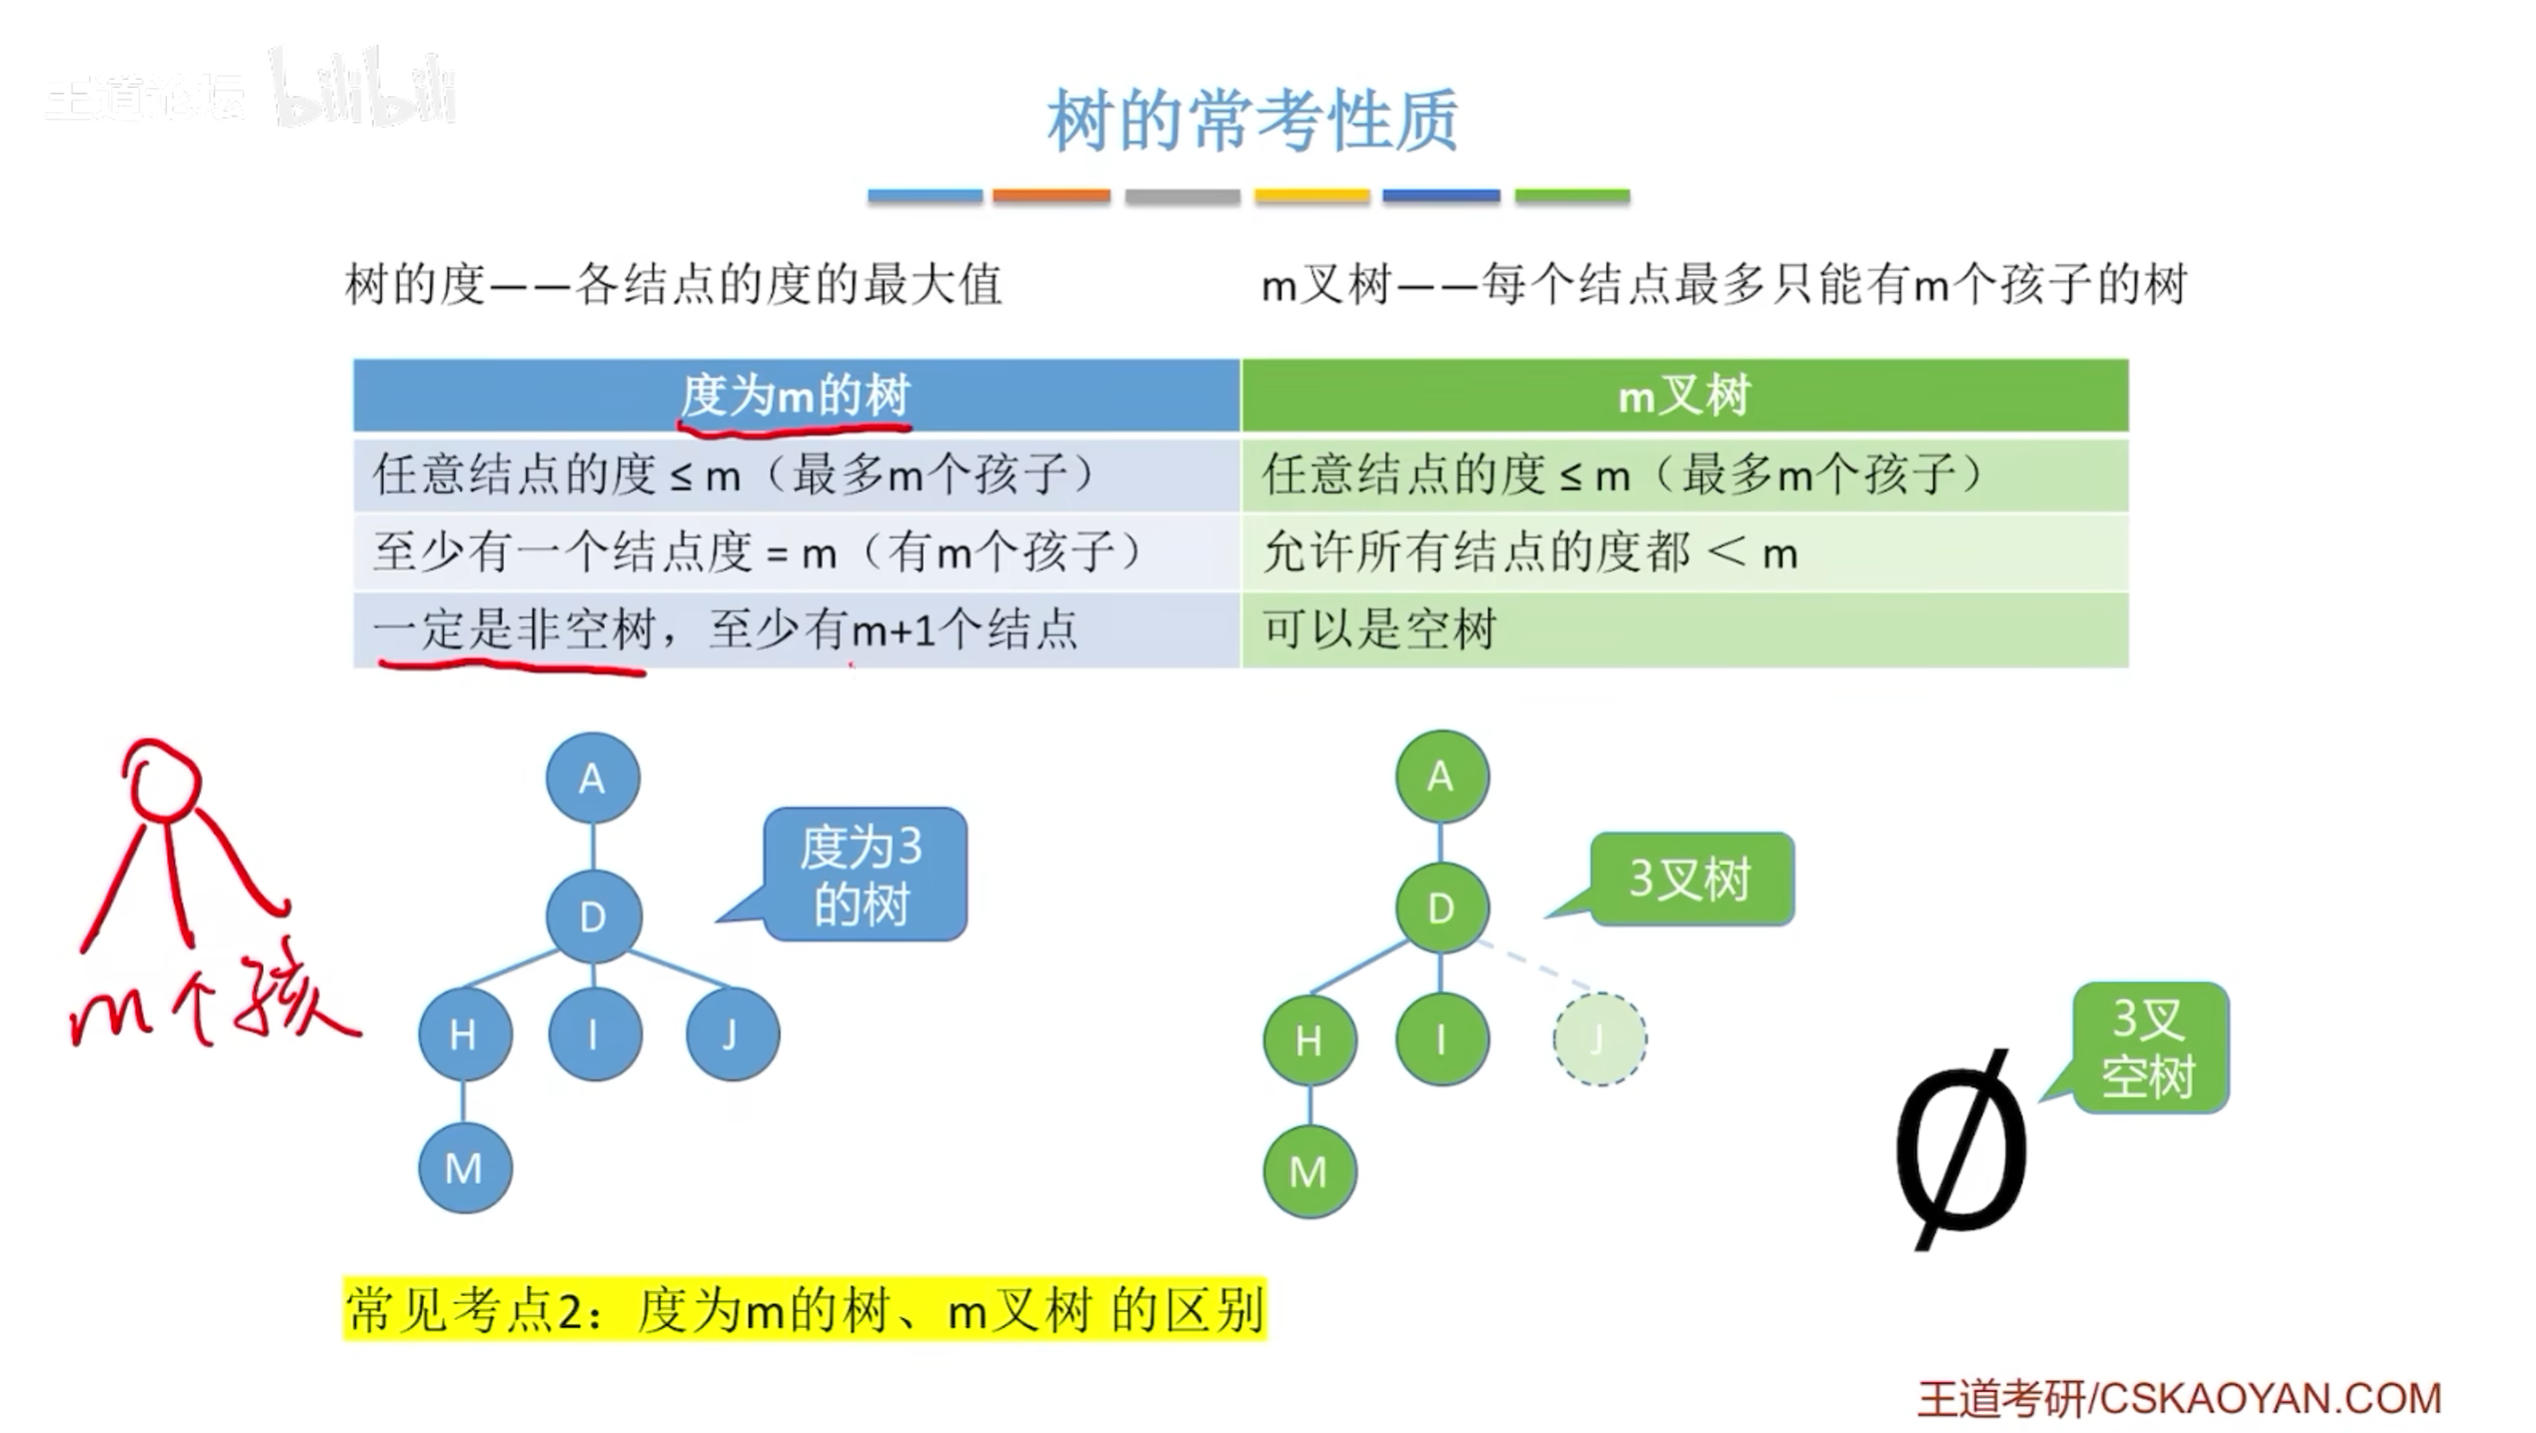 王道论坛 bilibili
树的常考性质
树的度——各结点的度的最大值
m叉树——每个结点最多只能有m个孩子的树
度为m的树
m叉树
任意结点的度 ≤ m（最多m个孩子）
任意结点的度 ≤ m（最多m个孩子）
至少有一个结点度 = m（有m个孩子）
允许所有结点的度都 ＜ m
一定是非空树，至少有m+1个结点
可以是空树
m个孩
A
D
H I J
M
度为3
的树
A
D
H I J
M
3叉树
Ø
3叉
空树
常见考点2：度为m的树、m叉树 的区别
王道考研/CSKAOYAN.COM